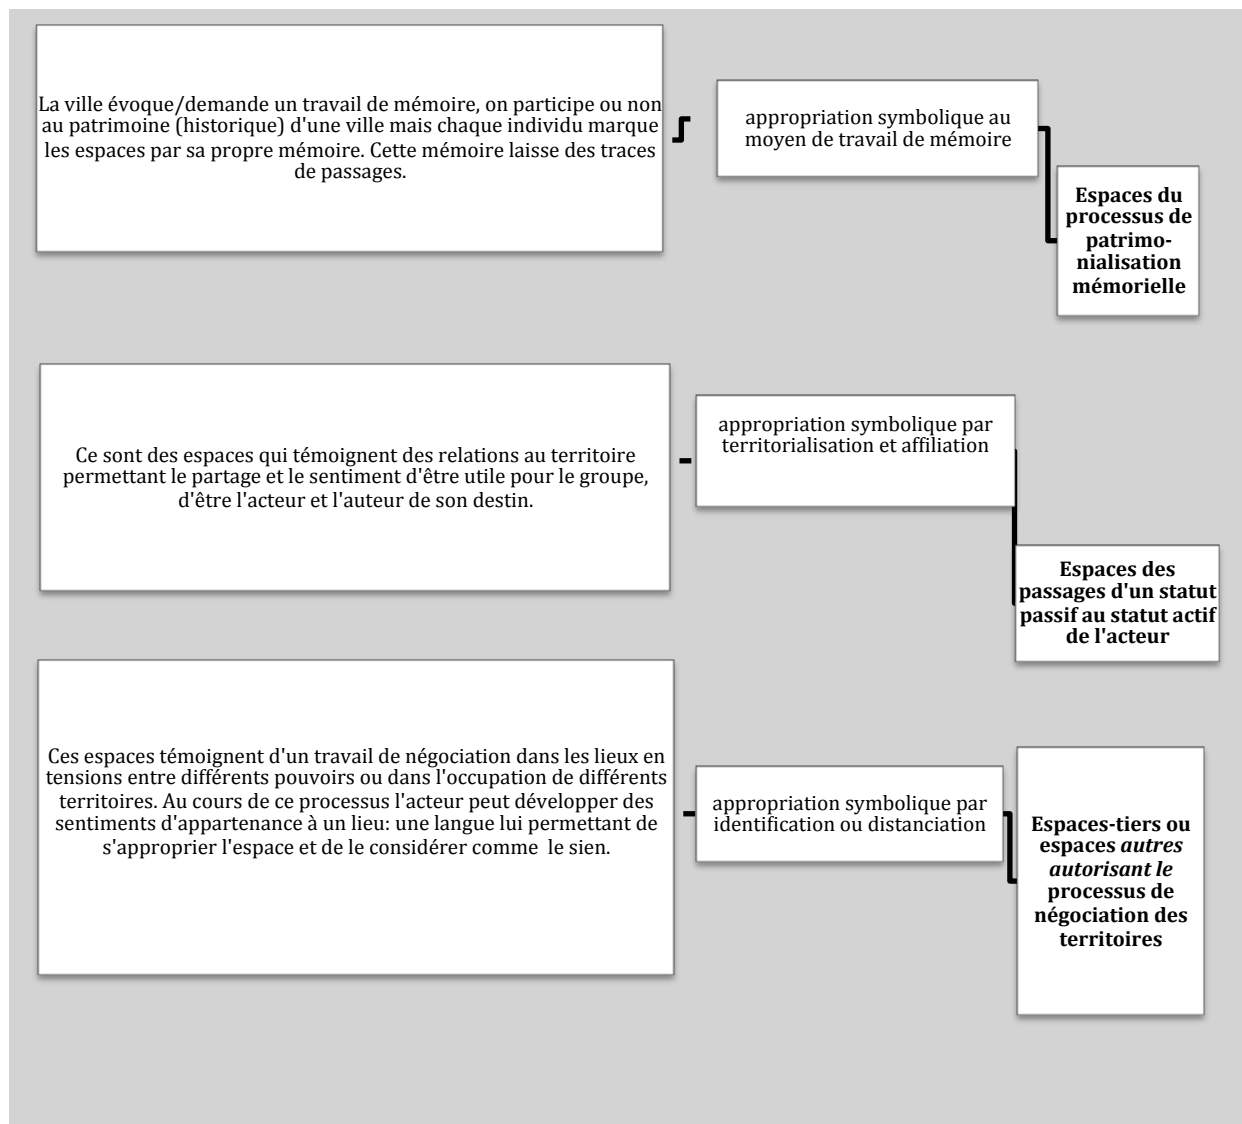 La ville évoque/demande un travail de mémoire, on participe ou non
au patrimoine (historique) d'une ville mais chaque individu marque
les espaces par sa propre mémoire. Cette mémoire laisse des traces
de passages.
appropriation symbolique au
moyen de travail de mémoire
Espaces du
processus de
patrimo-
nialisation
mémorielle
Ce sont des espaces qui témoignent des relations au territoire
permettant le partage et le sentiment d'être utile pour le groupe,
d'être l'acteur et l'auteur de son destin.
appropriation symbolique par
territorialisation et affiliation
Espaces des
passages d'un statut
passif au statut actif
de l'acteur
Ces espaces témoignent d'un travail de négociation dans les lieux en
tensions entre différents pouvoirs ou dans l'occupation de différents
territoires. Au cours de ce processus l'acteur peut développer des
sentiments d'appartenance à un lieu: une langue lui permettant de
s'approprier l'espace et de le considérer comme  le sien.
appropriation symbolique par
identification ou distanciation
Espaces-tiers ou
espaces autres
autorisant le
processus de
négociation des
territoires